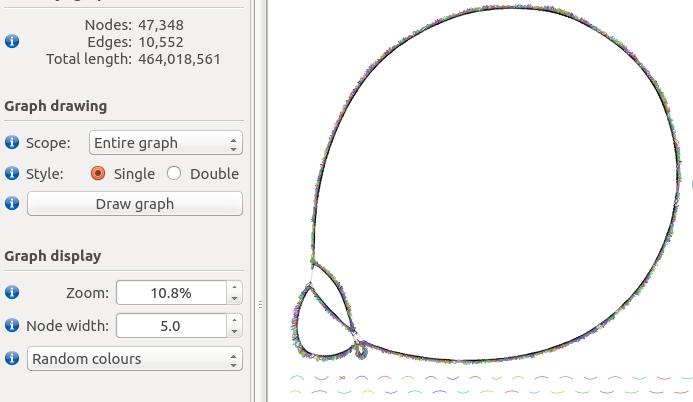 Nodes: 47,348
Edges: 10,552
Total length: 464,018,561
Graph drawing
Scope: Entire graph
Style: Single Double
Draw graph
Graph display
Zoom: 10.8%
Node width: 5.0
Random colours